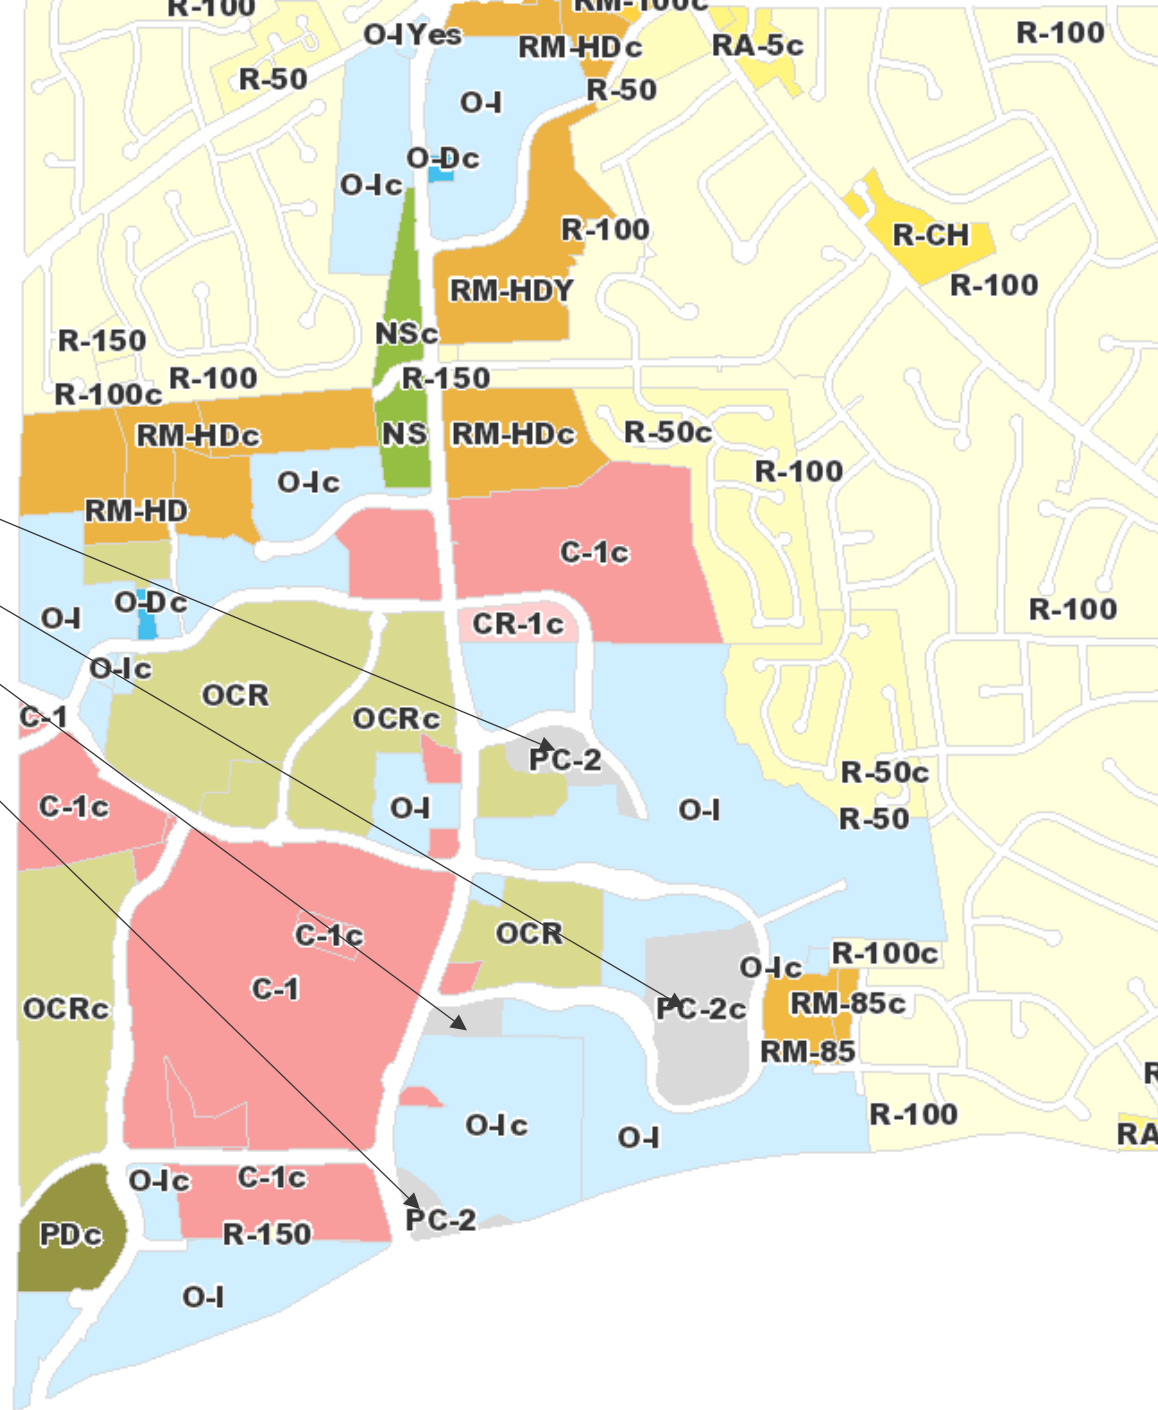 R-100
RM-100c
O-IYes
RM-HDc
RA-5c
R-100
R-50
R-50
O-I
O-Dc
O-Ic
R-100
R-CH
R-100
RM-HDY
NSc
R-150
R-100
R-150
R-100c
RM-HDc
NS
RM-HDc
R-50c
R-100
O-Ic
RM-HD
C-1c
O-I
O-Dc
CR-1c
R-100
O-Ic
OCR
C-1
OCRc
PC-2
R-50c
C-1c
O-I
O-I
R-50
C-1c
OCR
O-Ic
R-100c
C-1
OCRc
PC-2c
RM-85c
RM-85
R
O-Ic
O-I
R-100
RA
O-Ic
C-1c
PC-2
PDc
R-150
O-I